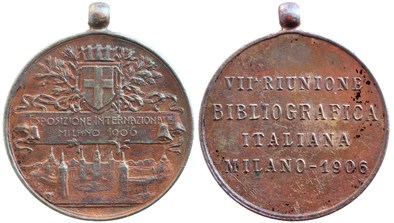 ESPOSIZIONE INTERNAZIONALE
MILANO 1906
VII RIUNIONE
BIBLIOGRAFICA
ITALIANA
MILANO-1906